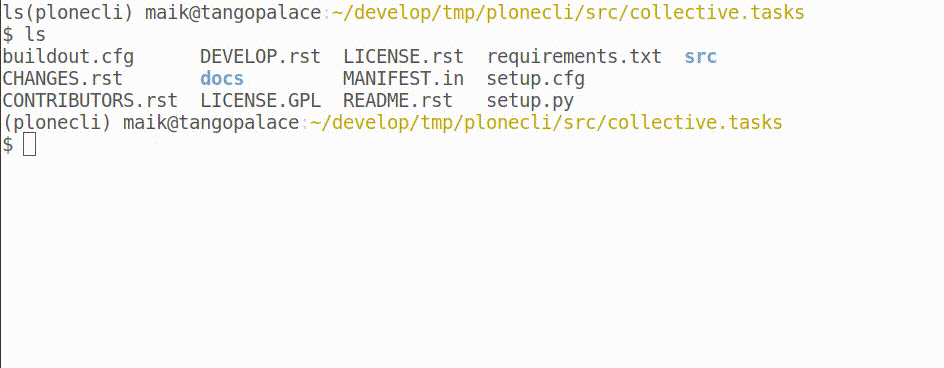 ls(plonecli) maik@tangopalace:~/develop/tmp/plonecli/src/collective.tasks
$ ls
buildout.cfg DEVELOP.rst LICENSE.rst requirements.txt src
CHANGES.rst docs MANIFEST.in setup.cfg
CONTRIBUTORS.rst LICENSE.GPL README.rst setup.py
(plonecli) maik@tangopalace:~/develop/tmp/plonecli/src/collective.tasks
$